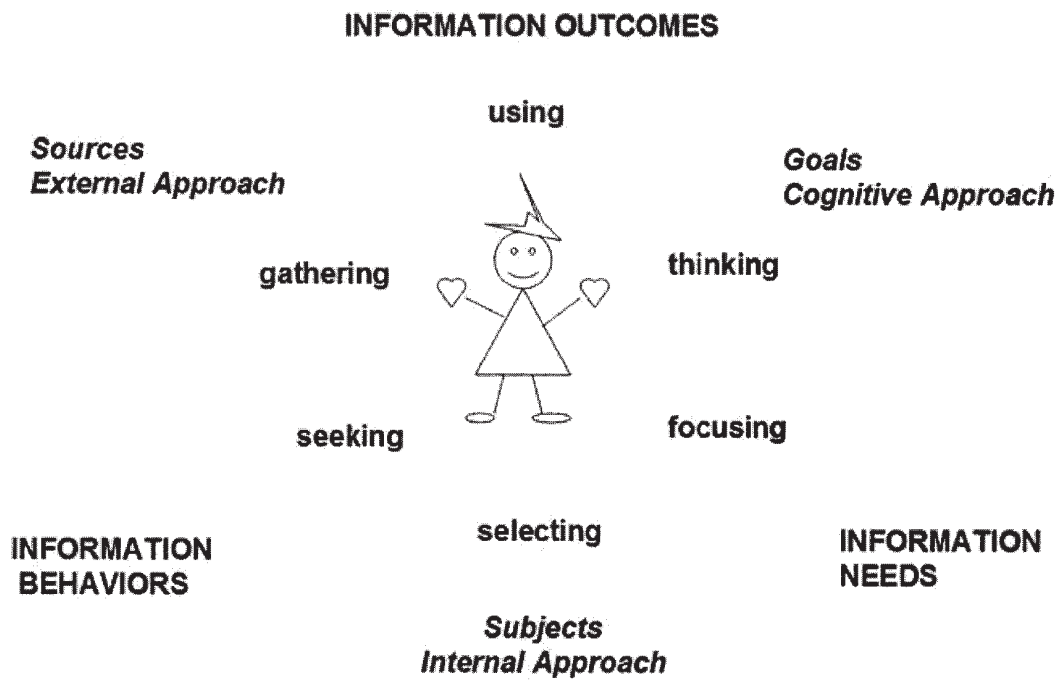 INFORMATION OUTCOMES
using
Sources
External Approach
Goals
Cognitive Approach
gathering
thinking
seeking
focusing
selecting
INFORMATION
BEHAVIORS
INFORMATION
NEEDS
Subjects
Internal Approach